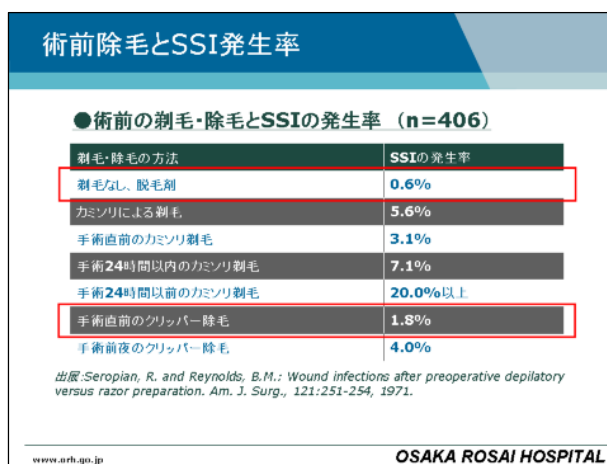 術前除毛とSSI発生率
●術前の剃毛・除毛とSSIの発生率 （n=406）
剃毛・除毛の方法 SSIの発生率
剃毛なし、脱毛剤 0.6%
カミソリによる剃毛 5.6%
手術直前のカミソリ剃毛 3.1%
手術24時間以内のカミソリ剃毛 7.1%
手術24時間以前のカミソリ剃毛 20.0%以上
手術直前のクリッパー除毛 1.8%
手術前夜のクリッパー除毛 4.0%
出展:Seropian, R. and Reynolds, B.M.: Wound infections after preoperative depilatory
versus razor preparation. Am. J. Surg., 121:251-254, 1971.
www.orh.go.jp OSAKA ROSAI HOSPITAL